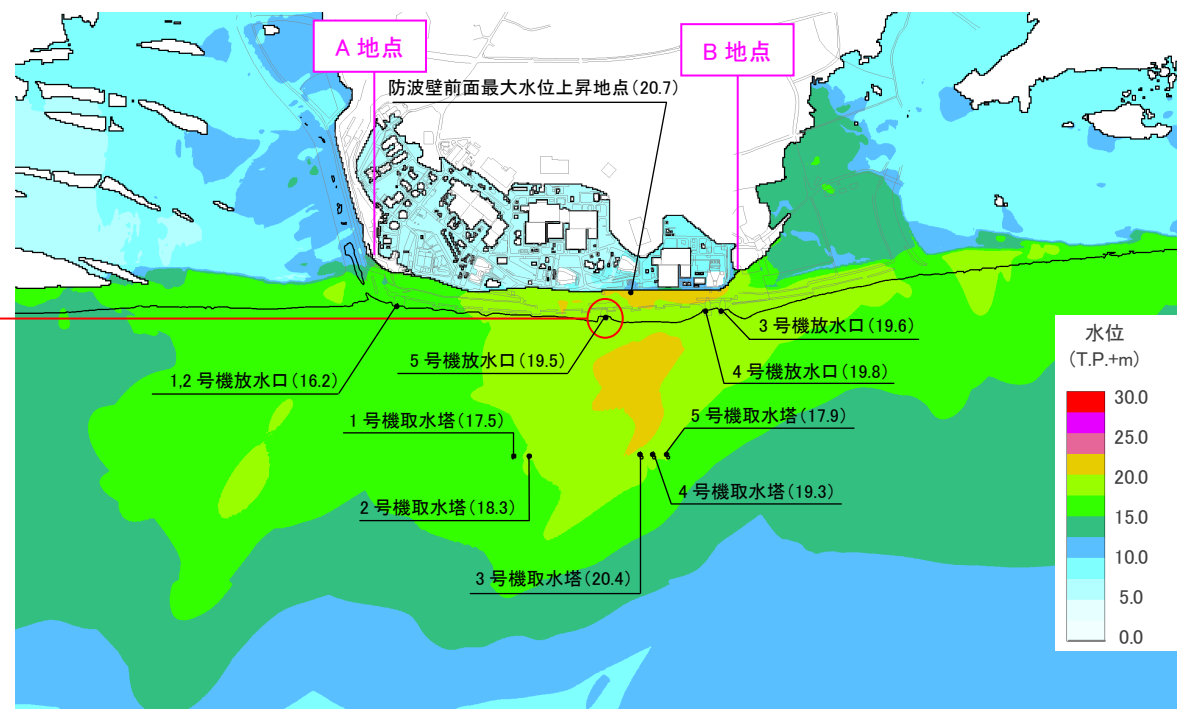 A 地点
B 地点
防波壁前面最大水位上昇地点(20.7)
3 号機放水口(19.6)
5 号機放水口(19.5)
4 号機放水口(19.8)
1,2 号機放水口(16.2)
1 号機取水塔(17.5)
5 号機取水塔(17.9)
2 号機取水塔(18.3)
4 号機取水塔(19.3)
3 号機取水塔(20.4)
水位
(T.P.+m)
30.0
25.0
20.0
15.0
10.0
5.0
0.0